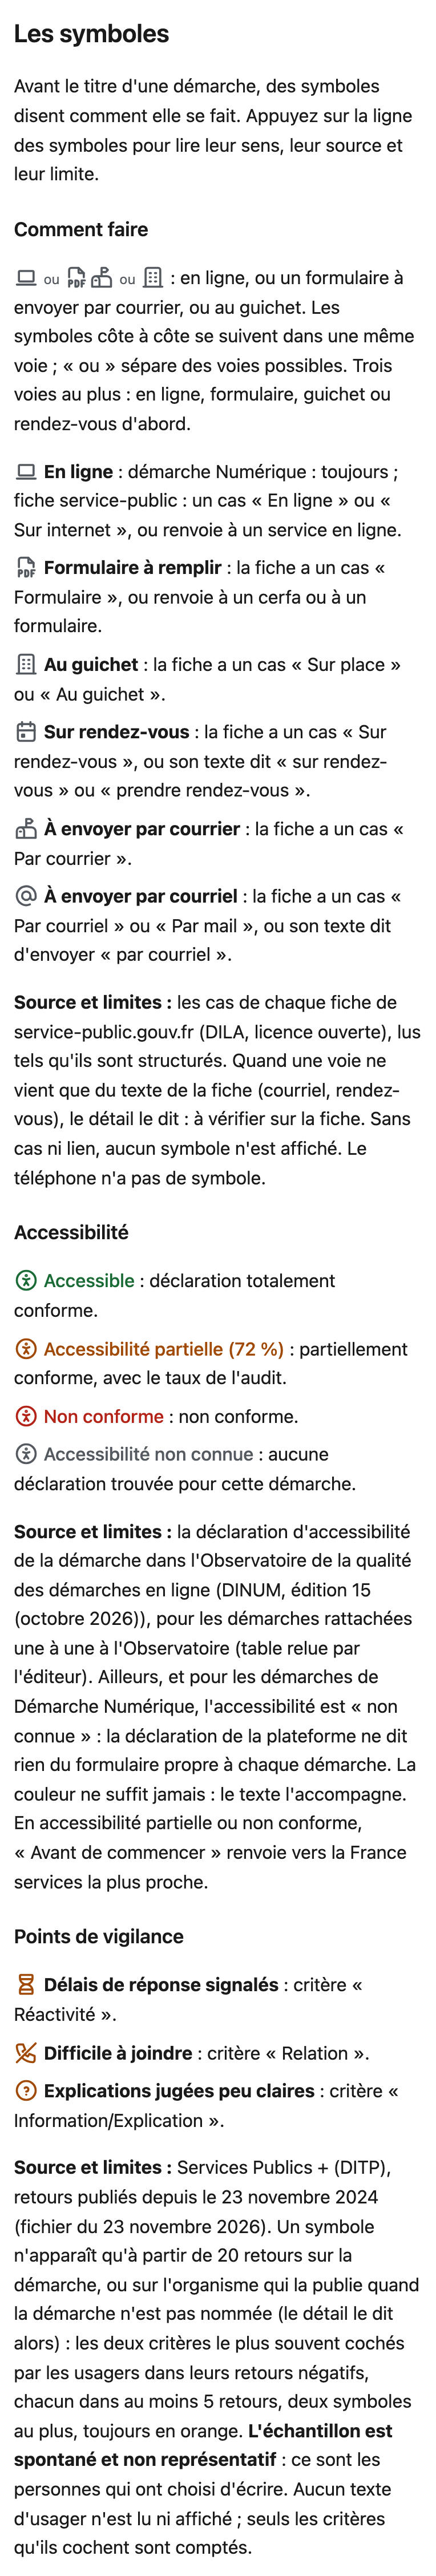 Les symboles
Avant le titre d'une démarche, des symboles
disent comment elle se fait. Appuyez sur la ligne
des symboles pour lire leur sens, leur source et
leur limite.
Comment faire
ou PDF ou : en ligne, ou un formulaire à
envoyer par courrier, ou au guichet. Les
symboles côte à côte se suivent dans une même
voie ; « ou » sépare des voies possibles. Trois
voies au plus : en ligne, formulaire, guichet ou
rendez-vous d'abord.
En ligne : démarche Numérique : toujours ;
fiche service-public : un cas « En ligne » ou «
Sur internet », ou renvoie à un service en ligne.
PDF Formulaire à remplir : la fiche a un cas «
Formulaire », ou renvoie à un cerfa ou à un
formulaire.
Au guichet : la fiche a un cas « Sur place »
ou « Au guichet ».
Sur rendez-vous : la fiche a un cas « Sur
rendez-vous », ou son texte dit « sur rendez-
vous » ou « prendre rendez-vous ».
À envoyer par courrier : la fiche a un cas «
Par courrier ».
@ À envoyer par courriel : la fiche a un cas «
Par courriel » ou « Par mail », ou son texte dit
d'envoyer « par courriel ».
Source et limites : les cas de chaque fiche de
service-public.gouv.fr (DILA, licence ouverte), lus
tels qu'ils sont structurés. Quand une voie ne
vient que du texte de la fiche (courriel, rendez-
vous), le détail le dit : à vérifier sur la fiche. Sans
cas ni lien, aucun symbole n'est affiché. Le
téléphone n'a pas de symbole.
Accessibilité
Accessible : déclaration totalement
conforme.
Accessibilité partielle (72 %) : partiellement
conforme, avec le taux de l'audit.
Non conforme : non conforme.
Accessibilité non connue : aucune
déclaration trouvée pour cette démarche.
Source et limites : la déclaration d'accessibilité
de la démarche dans l'Observatoire de la qualité
des démarches en ligne (DINUM, édition 15
(octobre 2026)), pour les démarches rattachées
une à une à l'Observatoire (table relue par
l'éditeur). Ailleurs, et pour les démarches de
Démarche Numérique, l'accessibilité est « non
connue » : la déclaration de la plateforme ne dit
rien du formulaire propre à chaque démarche. La
couleur ne suffit jamais : le texte l'accompagne.
En accessibilité partielle ou non conforme,
« Avant de commencer » renvoie vers la France
services la plus proche.
Points de vigilance
Délais de réponse signalés : critère «
Réactivité ».
Difficile à joindre : critère « Relation ».
? Explications jugées peu claires : critère «
Information/Explication ».
Source et limites : Services Publics + (DITP),
retours publiés depuis le 23 novembre 2024
(fichier du 23 novembre 2026). Un symbole
n'apparaît qu'à partir de 20 retours sur la
démarche, ou sur l'organisme qui la publie quand
la démarche n'est pas nommée (le détail le dit
alors) : les deux critères le plus souvent cochés
par les usagers dans leurs retours négatifs,
chacun dans au moins 5 retours, deux symboles
au plus, toujours en orange. L'échantillon est
spontané et non représentatif : ce sont les
personnes qui ont choisi d'écrire. Aucun texte
d'usager n'est lu ni affiché ; seuls les critères
qu'ils cochent sont comptés.